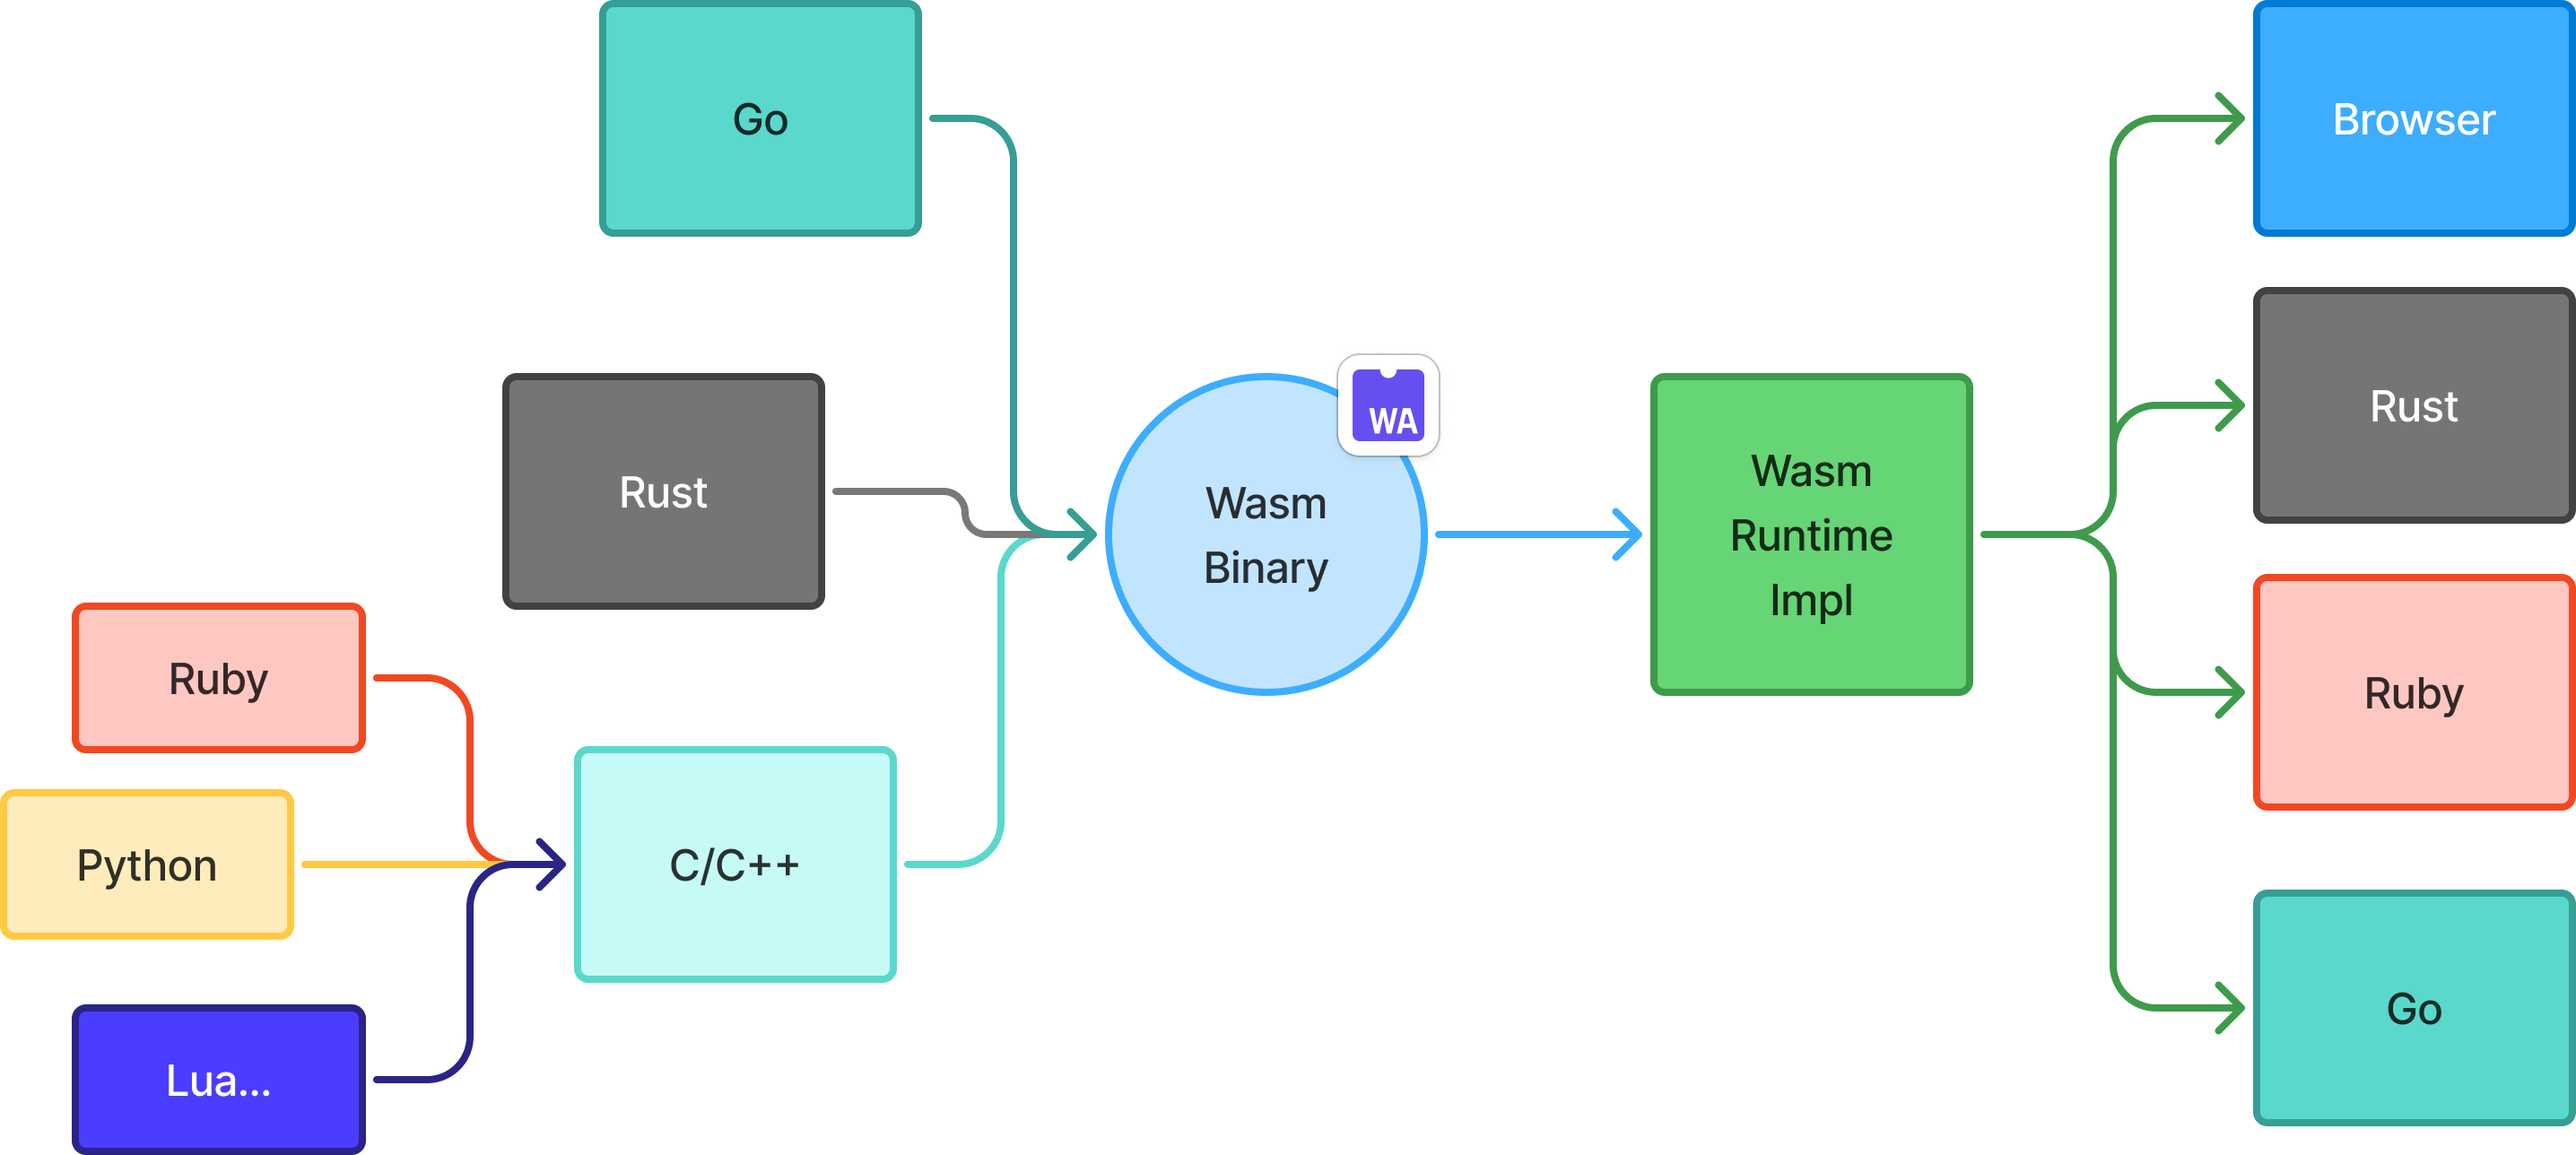 Go
Rust
Ruby
Python
Lua...
C/C++
WA
Wasm
Binary
Wasm
Runtime
Impl
Browser
Rust
Ruby
Go